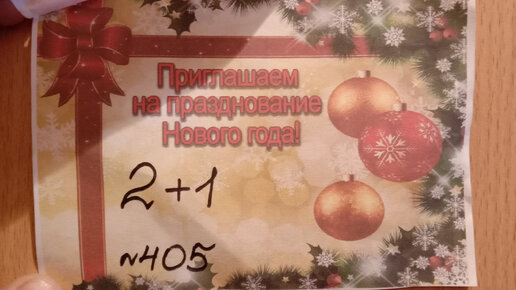 Приглашаем
на празднование
Нового года!
2+1
№405